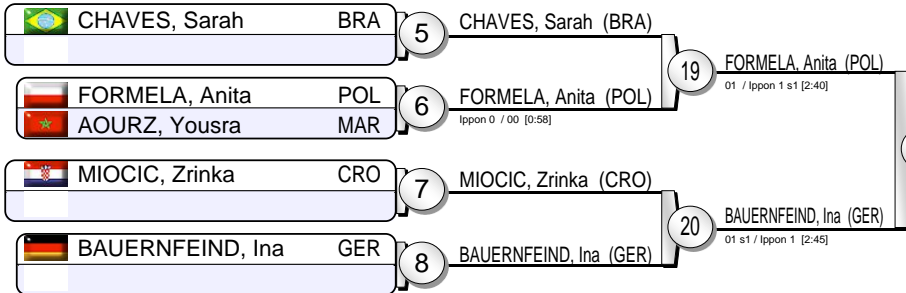 CHAVES, Sarah BRA
5
CHAVES, Sarah (BRA)
19
FORMELA, Anita (POL)
01 / Ippon 1 s1 [2:40]
FORMELA, Anita POL
AOURZ, Yousra MAR
6
FORMELA, Anita (POL)
Ippon 0 / 00 [0:58]
MIOCIC, Zrinka CRO
7
MIOCIC, Zrinka (CRO)
20
BAUERNFEIND, Ina (GER)
01 s1 / Ippon 1 [2:45]
BAUERNFEIND, Ina GER
8
BAUERNFEIND, Ina (GER)